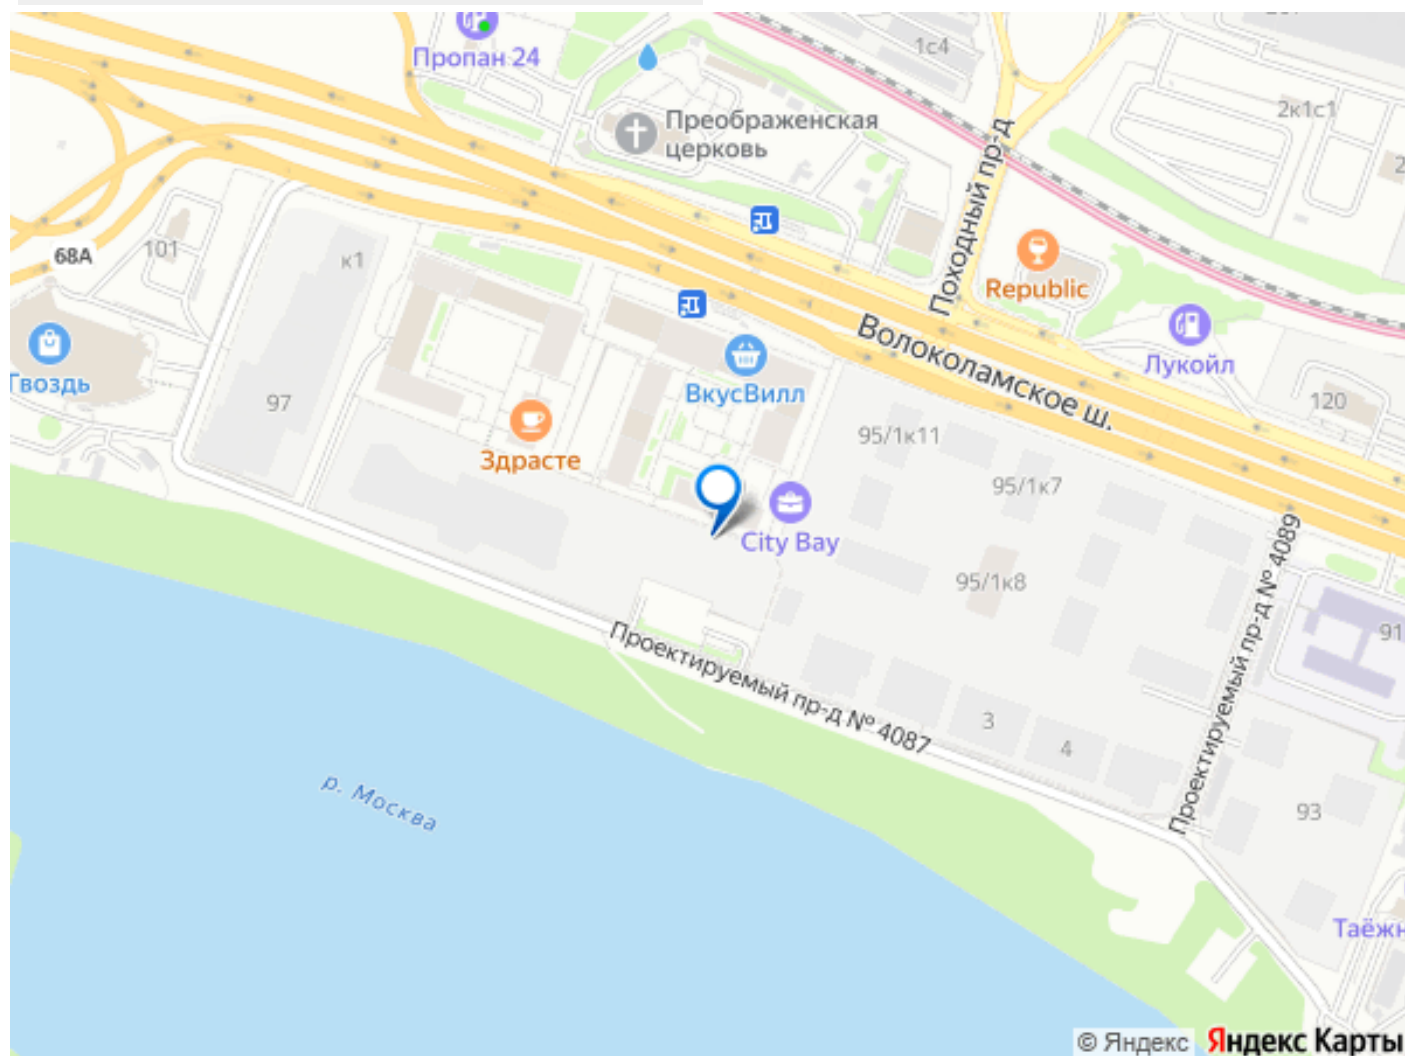 Пропан 24
1с4
2к1с1
Преображенская
церковь
Походный пр-д
101
68А
к1
Republic
Волоколамское ш.
Лукойл
Гвоздь
ВкусВилл
97
120
95/1к11
Здрасте
95/1к7
City Bay
Проектируемый пр-д № 4089
95/1к8
91
Проектируемый пр-д № 4087
3
4
р. Москва
93
Таёжн
© Яндекс Яндекс Карты